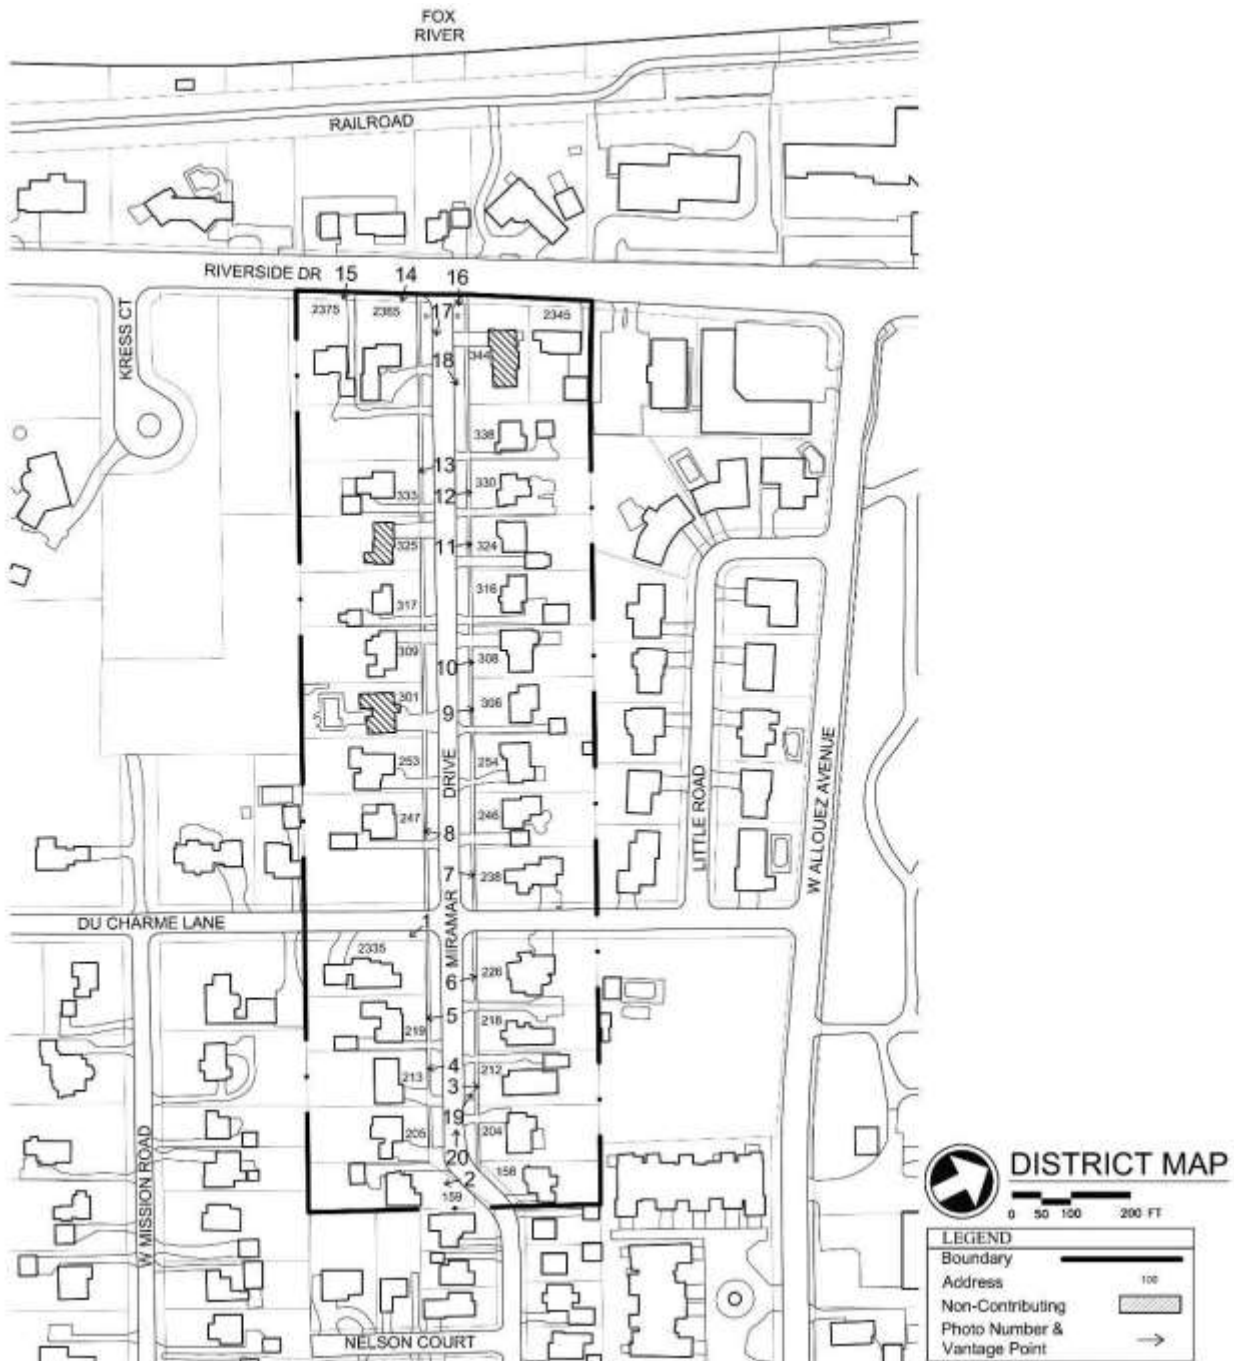 FOX
RIVER
RAILROAD
RIVERSIDE DR 15 14 16
KRESS CT
2375 2365 17 2345
344
18
338
13
333 12 330
325 11 324
316
317
309
10 308
301
9 306
253 DRIVE 254
247 8 246
7 238
LITTLE ROAD
W ALLOUEZ AVENUE
DU CHARME LANE
1
MIRAMAR
2335
6 226
5
219 218
4
213 3 212
19
205 204
20
2 158
159
W MISSION ROAD
NELSON COURT
DISTRICT MAP
0 50 100 200 FT
LEGEND
Boundary
Address 100
Non-Contributing
Photo Number &
Vantage Point